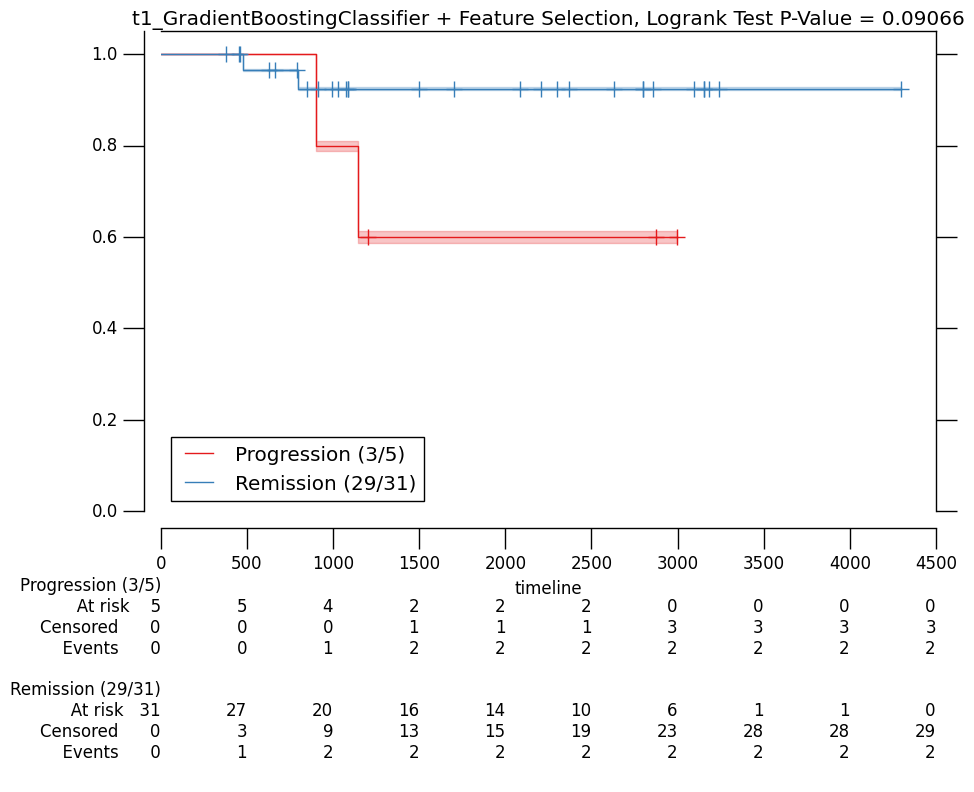 t1_GradientBoostingClassifier + Feature Selection, Logrank Test P-Value = 0.09066
1.0
0.8
0.6
0.4
0.2
0.0
Progression (3/5)
Remission (29/31)
0 500 1000 1500 2000 2500 3000 3500 4000 4500
timeline
Progression (3/5)
At risk 5 5 4 2 2 2 0 0 0 0
Censored 0 0 0 1 1 1 3 3 3 3
Events 0 0 1 2 2 2 2 2 2 2
Remission (29/31)
At risk 31 27 20 16 14 10 6 1 1 0
Censored 0 3 9 13 15 19 23 28 28 29
Events 0 1 2 2 2 2 2 2 2 2